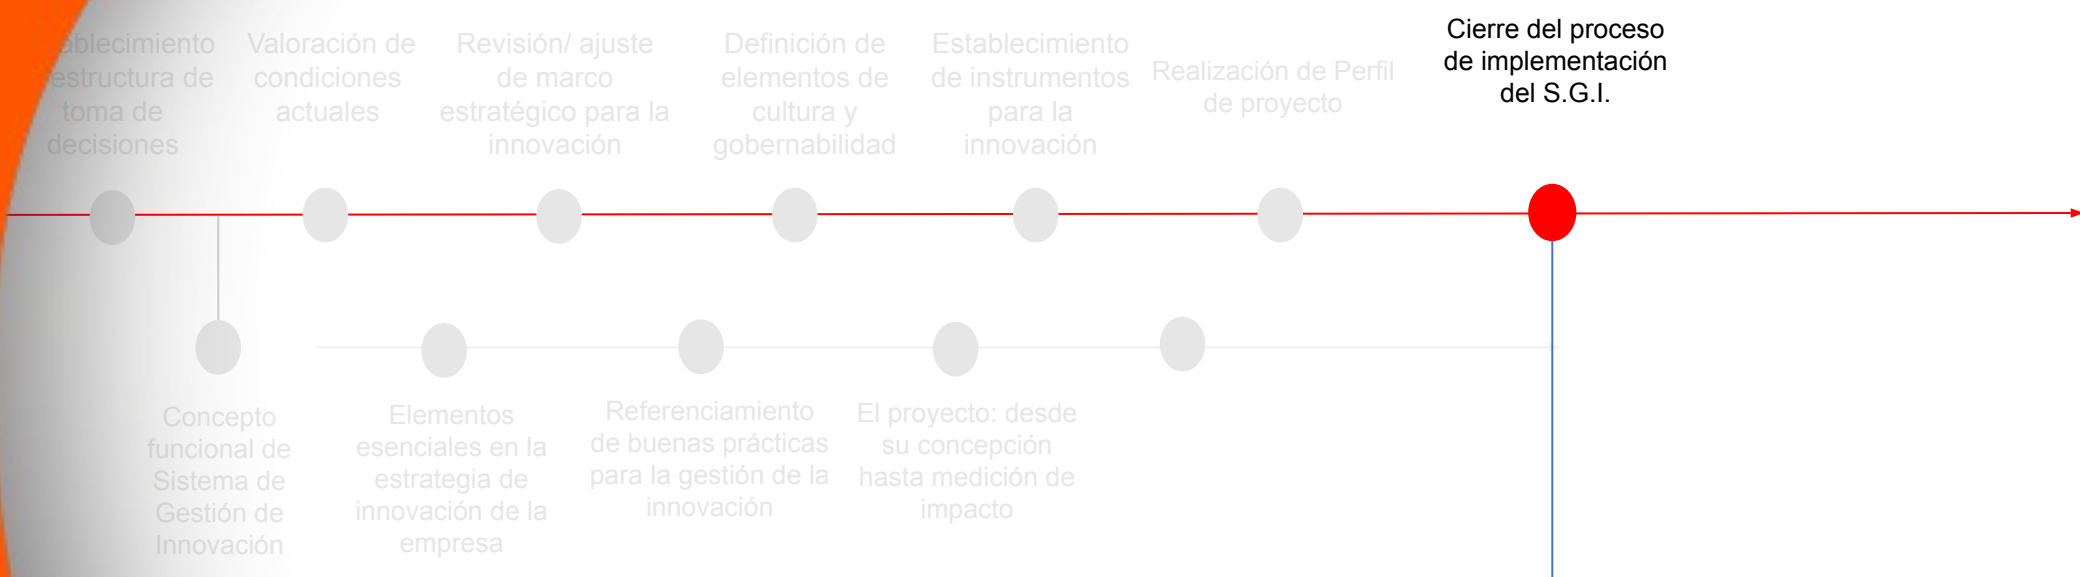 ablecimiento
estructura de
toma de
decisiones
Valoración de
condiciones
actuales
Revisión/ ajuste
de marco
estratégico para la
innovación
Definición de
elementos de
cultura y
gobernabilidad
Establecimiento
de instrumentos
para la
innovación
Realización de Perfil
de proyecto
Cierre del proceso
de implementación
del S.G.I.
Concepto
funcional de
Sistema de
Gestión de
Innovación
Elementos
esenciales en la
estrategia de
innovación de la
empresa
Referenciamiento
de buenas prácticas
para la gestión de la
innovación
El proyecto: desde
su concepción
hasta medición de
impacto